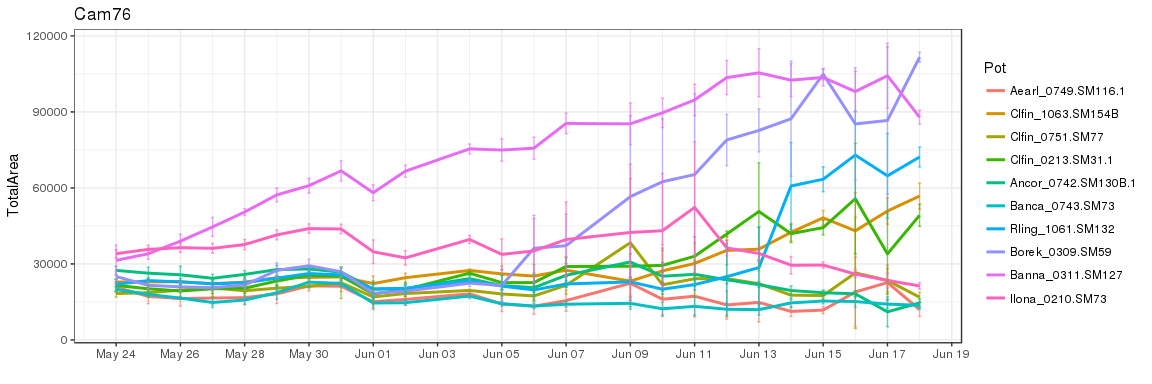 Cam76
TotalArea
120000
90000
60000
30000
0
May 24 May 26 May 28 May 30 Jun 01 Jun 03 Jun 05 Jun 07 Jun 09 Jun 11 Jun 13 Jun 15 Jun 17 Jun 19
Pot
Aearl_0749.SM116.1
Clfin_1063.SM154B
Clfin_0751.SM77
Clfin_0213.SM31.1
Ancor_0742.SM130B.1
Banca_0743.SM73
Rling_1061.SM132
Borek_0309.SM59
Banna_0311.SM127
Ilona_0210.SM73